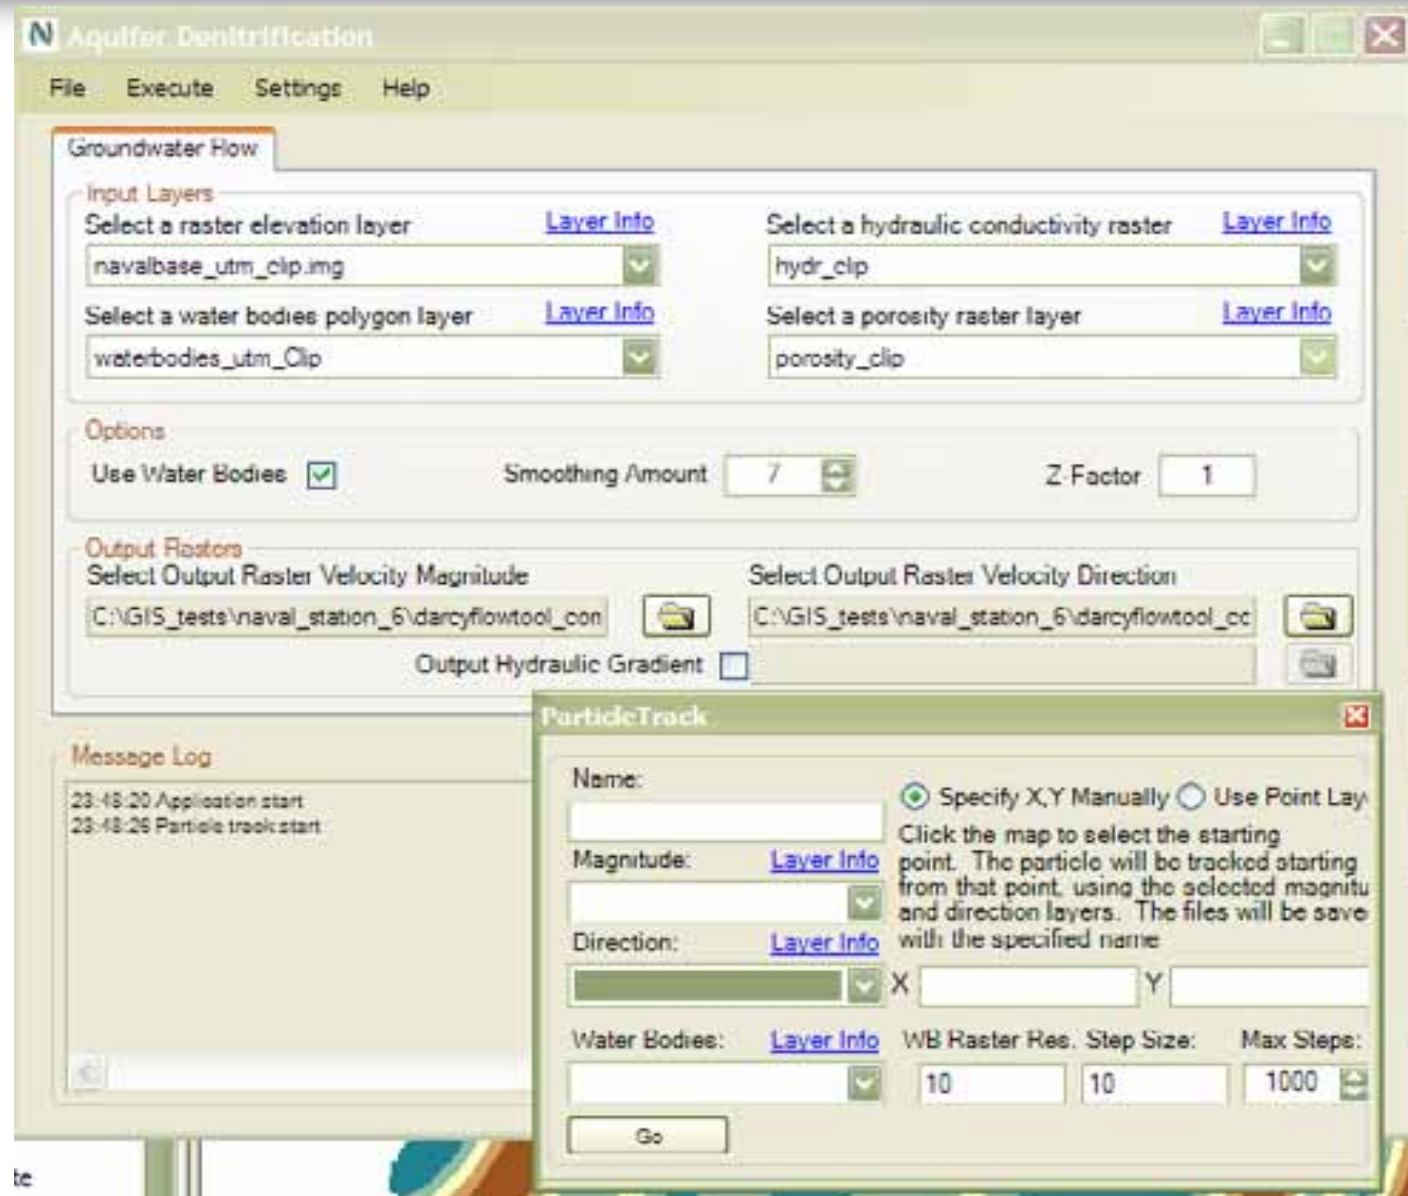 N Aquifer Denitrification
File Execute Settings Help
Groundwater Flow
Input Layers
Select a raster elevation layer Layer Info Select a hydraulic conductivity raster Layer Info
navalbase_utm_clip.img hydr_clip
Select a water bodies polygon layer Layer Info Select a porosity raster layer Layer Info
waterbodies_utm_Clip porosity_clip
Options
Use Water Bodies Smoothing Amount 7 Z-Factor 1
Output Rasters
Select Output Raster Velocity Magnitude Select Output Raster Velocity Direction
C:\GIS_tests\naval_station_6\darcyflowtool_con C:\GIS_tests\naval_station_6\darcyflowtool_cc
Output Hydraulic Gradient
Message Log
23:48:20 Application start
23:48:26 Particle track start
ParticleTrack
Name:
Specify X,Y Manually Use Point Lay
Click the map to select the starting
point. The particle will be tracked starting
from that point, using the selected magnitu
and direction layers. The files will be save
with the specified name
Magnitude: Layer Info
Direction: Layer Info
X Y
Water Bodies: Layer Info WB Raster Res. Step Size: Max Steps:
10 10 1000
Go
te